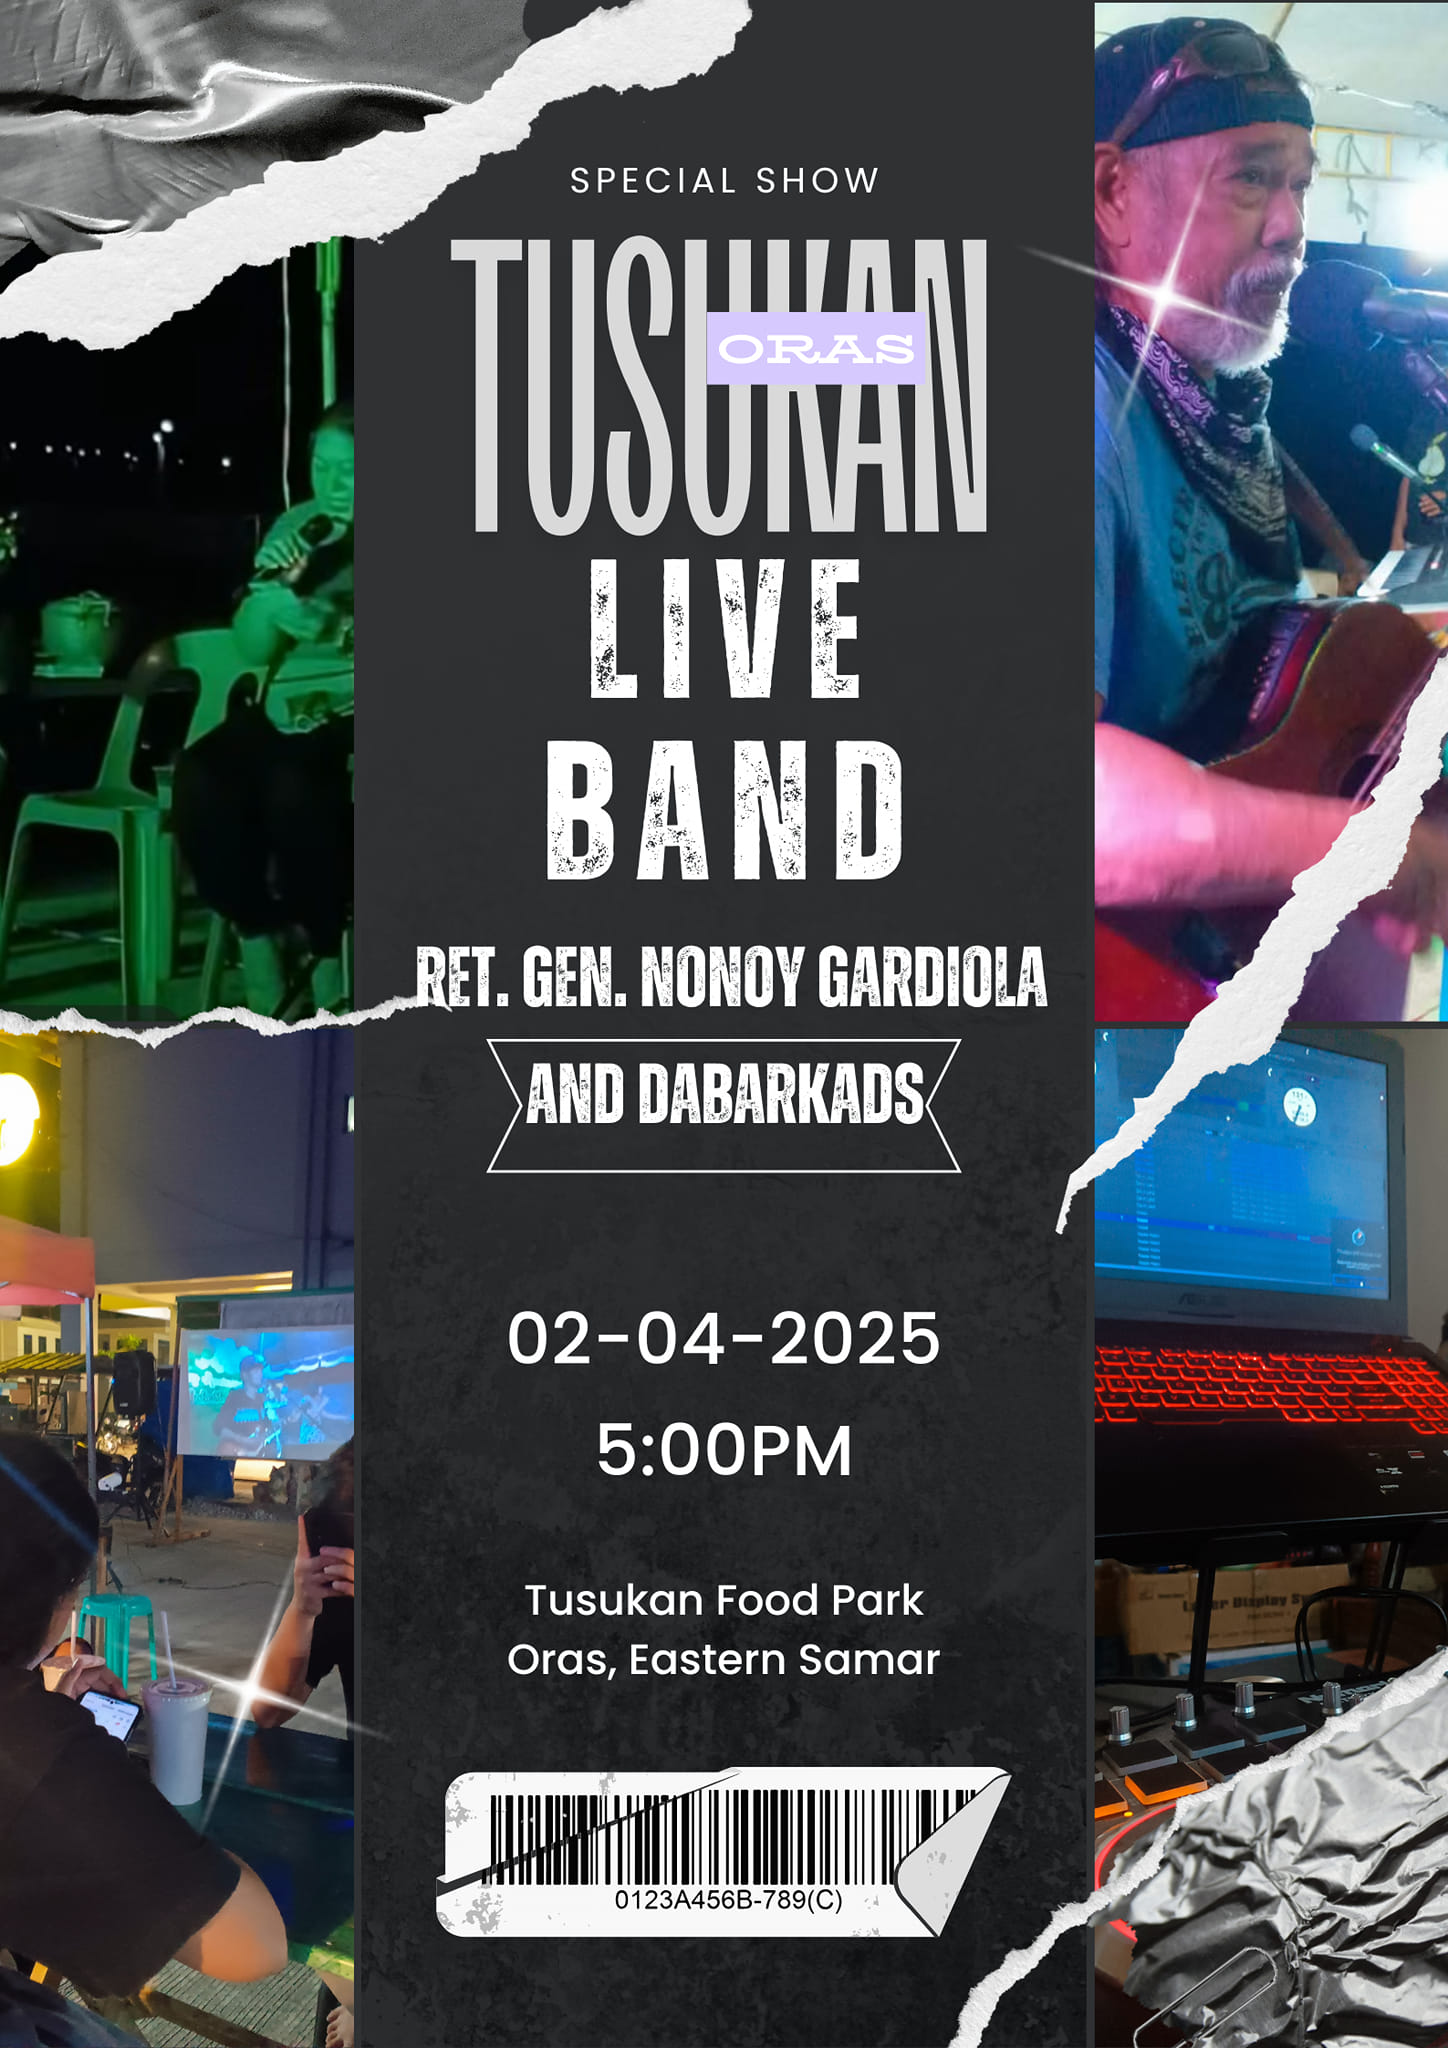 SPECIAL SHOW
TUSUKAN
ORAS
LIVE
BAND
RET. GEN. NONOY GARDIOLA
AND DABARKADS
02-04-2025
5:00PM
Tusukan Food Park
Oras, Eastern Samar
0123A456B-789(C)